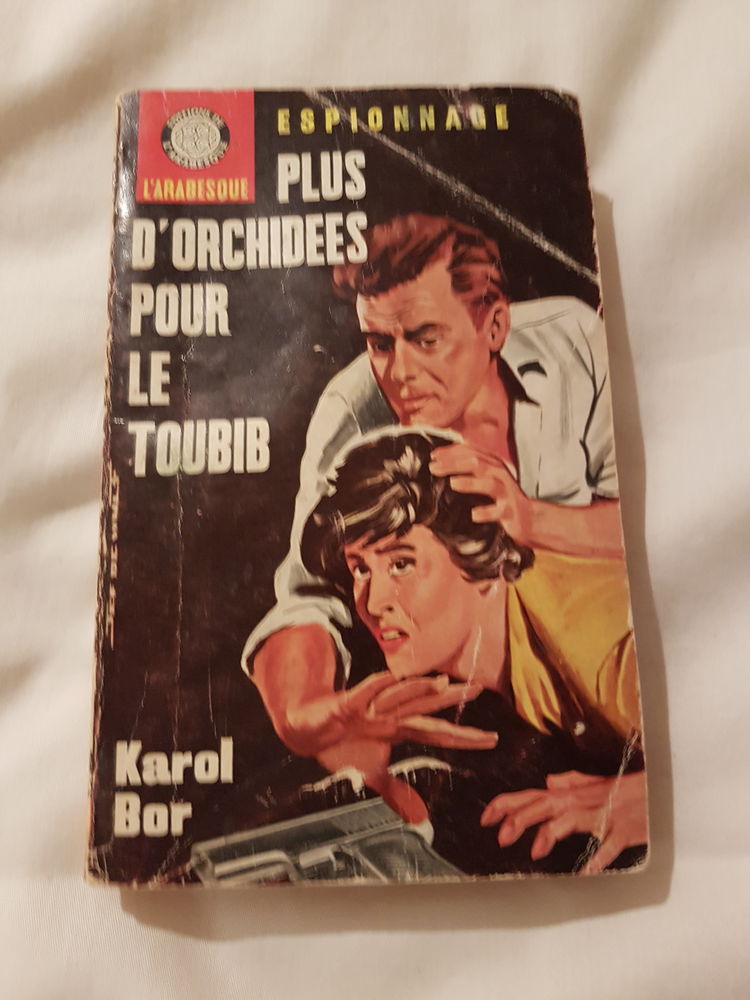 ESPIONNAGE
L'ARABESQUE
PLUS
D'ORCHIDEES
POUR
LE
TOUBIB
Karol
Bor